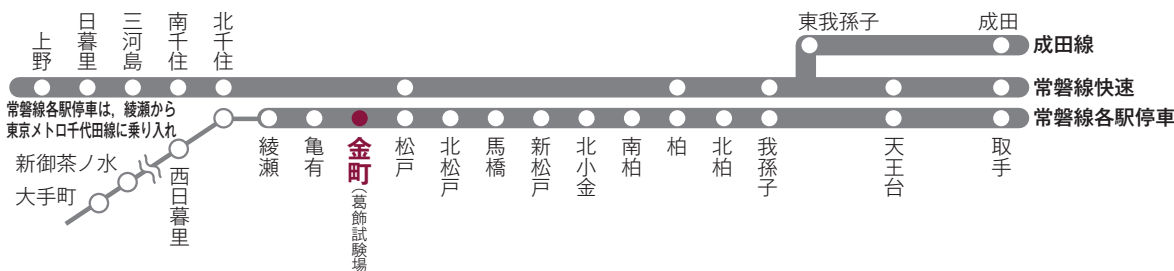 上野
日暮里
三河島
南千住
北千住
東我孫子
成田
成田線
常磐線快速
常磐線各駅停車
常磐線各駅停車は，綾瀬から
東京メトロ千代田線に乗り入れ
新御茶ノ水
大手町
西日暮里
綾瀬
亀有
金町(葛飾試験場)
松戸
北松戸
馬橋
新松戸
北小金
南柏
柏
北柏
我孫子
天王台
取手